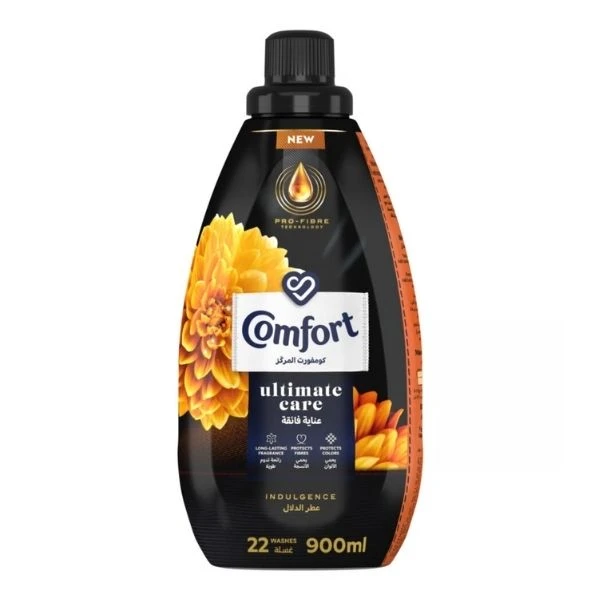 NEW
PRO-FIBRE
TECHNOLOGY
Comfort
كومفورت المركز
ultimate
care
عناية فائقة
LONG-LASTING
FRAGRANCE
رائحة تدوم
طويلة
PROTECTS
FIBRES
يحمي
الأنسجة
PROTECTS
COLORS
يحمي
الألوان
INDULGENCE
عطر الدلال
22 WASHES غسلة 900ml